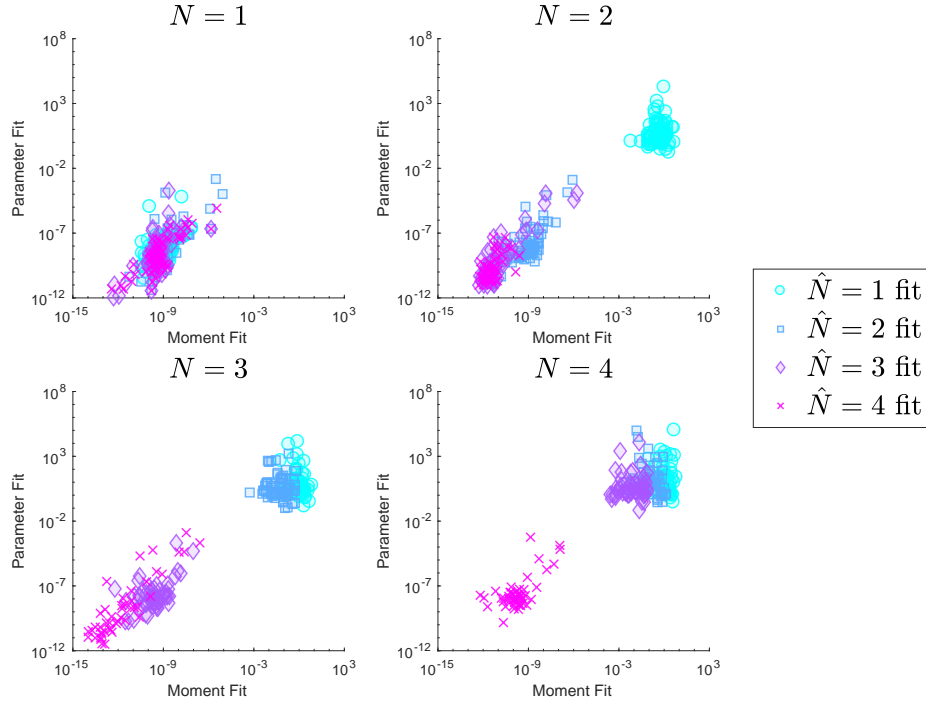 N = 1
10^8
10^3
10^-2
10^-7
10^-12
Parameter Fit
10^-15
10^-9
10^-3
10^3
Moment Fit
N = 2
10^8
10^3
10^-2
10^-7
10^-12
Parameter Fit
10^-15
10^-9
10^-3
10^3
Moment Fit
N̂ = 1 fit
N̂ = 2 fit
N̂ = 3 fit
N̂ = 4 fit
N = 3
10^8
10^3
10^-2
10^-7
10^-12
Parameter Fit
10^-15
10^-9
10^-3
10^3
Moment Fit
N = 4
10^8
10^3
10^-2
10^-7
10^-12
Parameter Fit
10^-15
10^-9
10^-3
10^3
Moment Fit